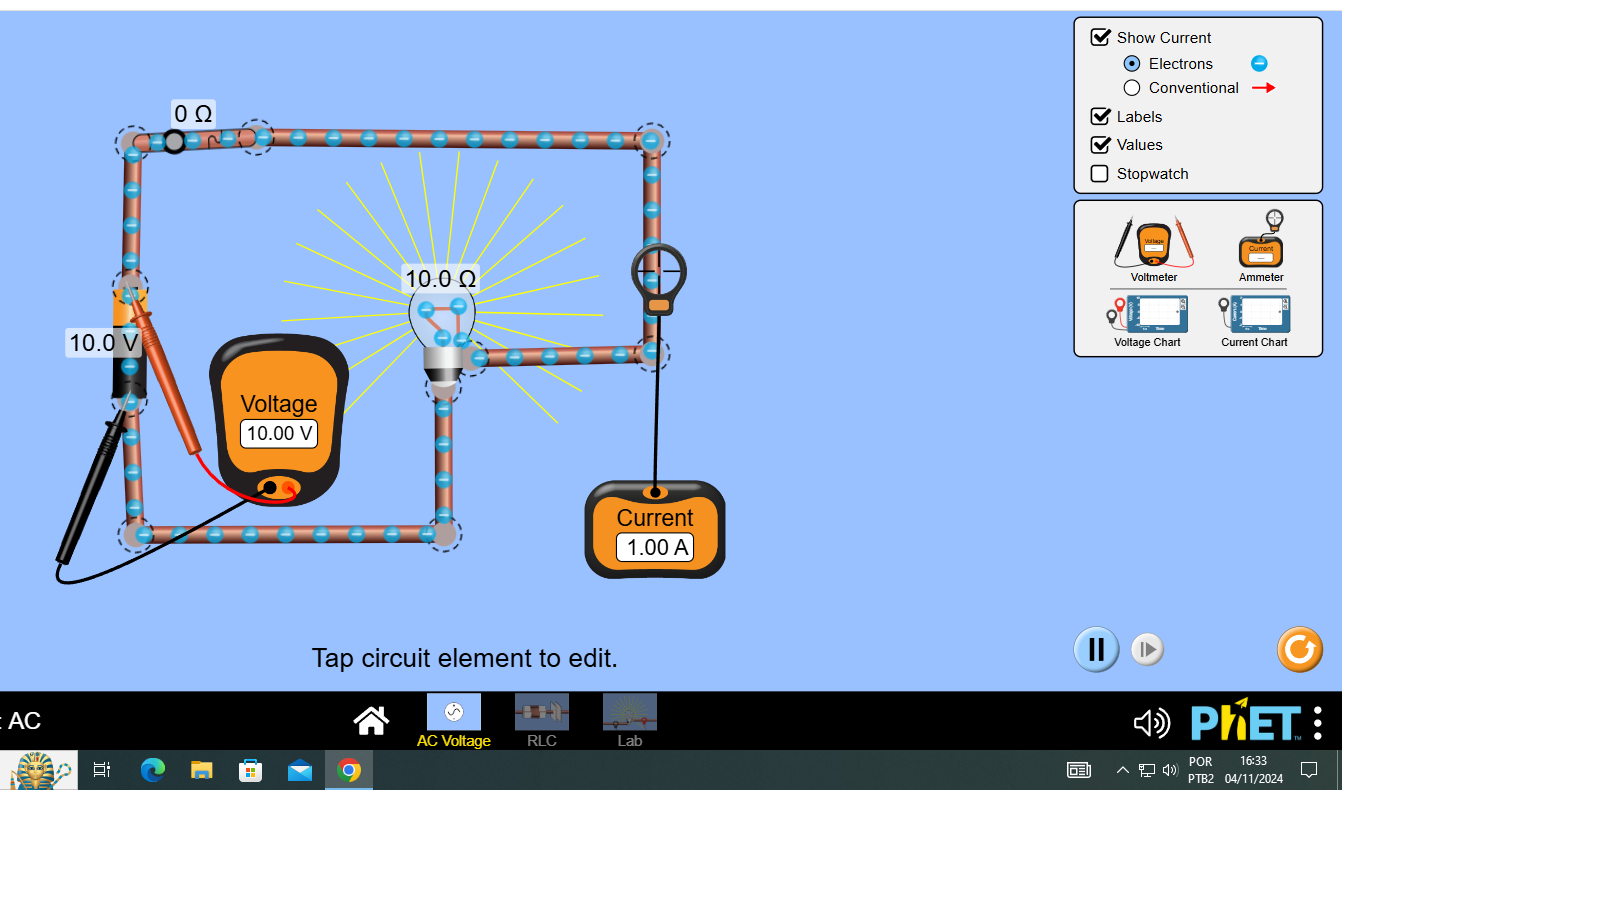 Show Current
Electrons
Conventional
Labels
Values
Stopwatch
0 Ω
10.0 Ω
10.0 V
Voltage
10.00 V
Current
1.00 A
Voltage
Current
Voltmeter
Ammeter
Voltage Chart
Current Chart
Tap circuit element to edit.
: AC
AC Voltage
RLC
Lab
PhET
POR
PTB2
16:33
04/11/2024